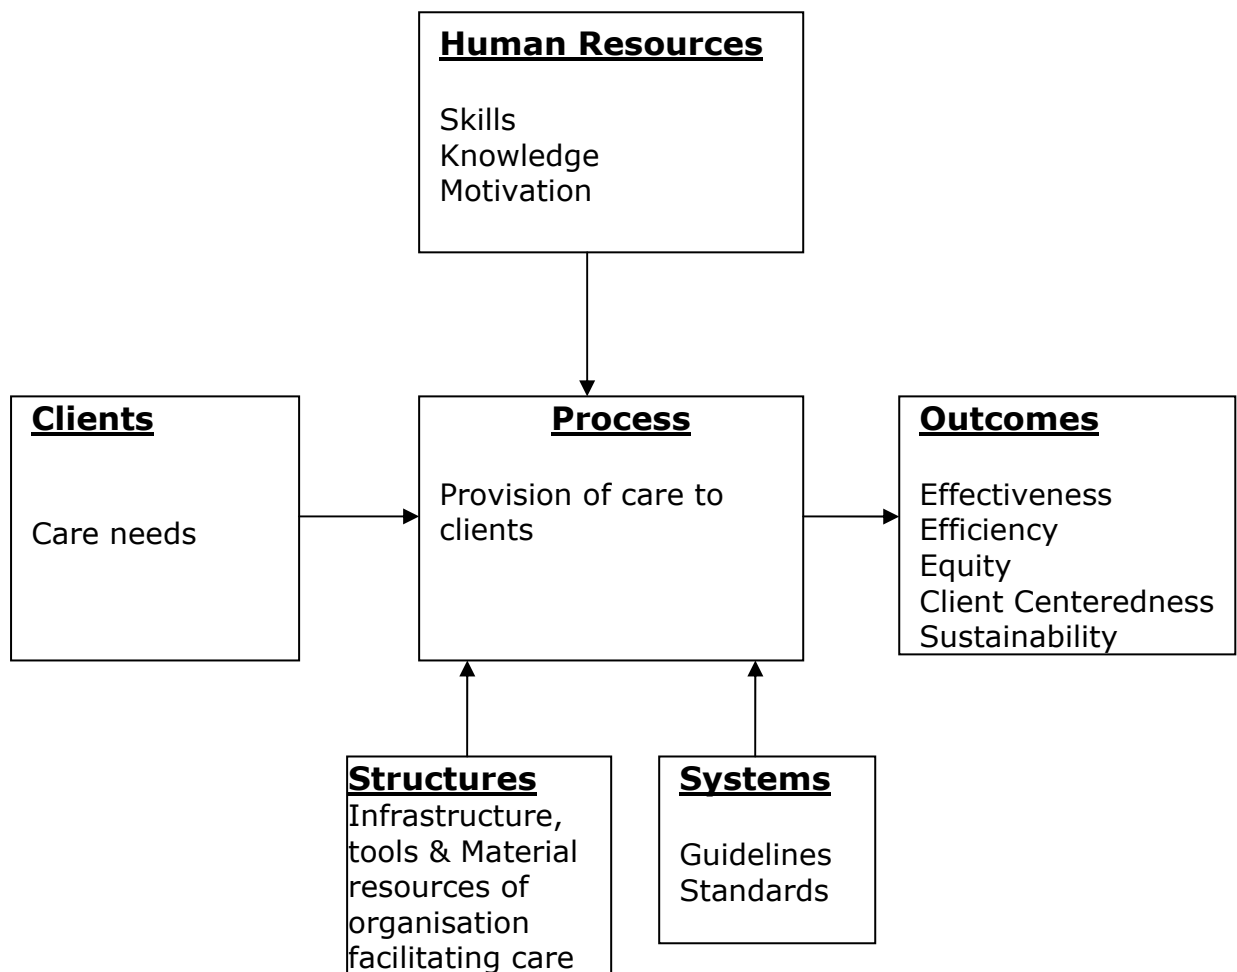 Human Resources
Skills
Knowledge
Motivation
Clients
Care needs
Process
Provision of care to
clients
Outcomes
Effectiveness
Efficiency
Equity
Client Centeredness
Sustainability
Structures
Infrastructure,
tools & Material
resources of
organisation
facilitating care
Systems
Guidelines
Standards